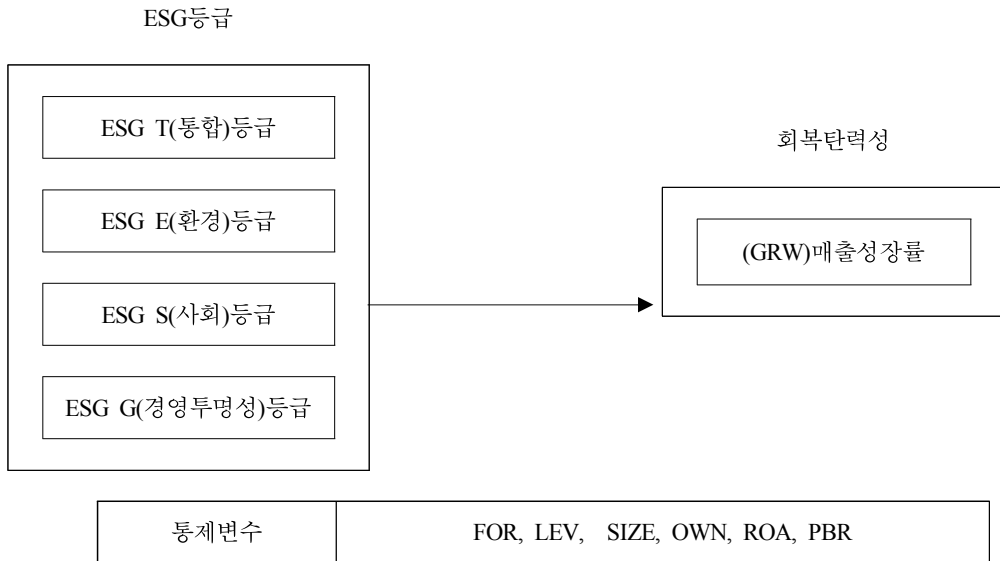 ESG등급
ESG T(통합)등급
ESG E(환경)등급
ESG S(사회)등급
ESG G(경영투명성)등급
회복탄력성
(GRW)매출성장률
통제변수
FOR, LEV, SIZE, OWN, ROA, PBR